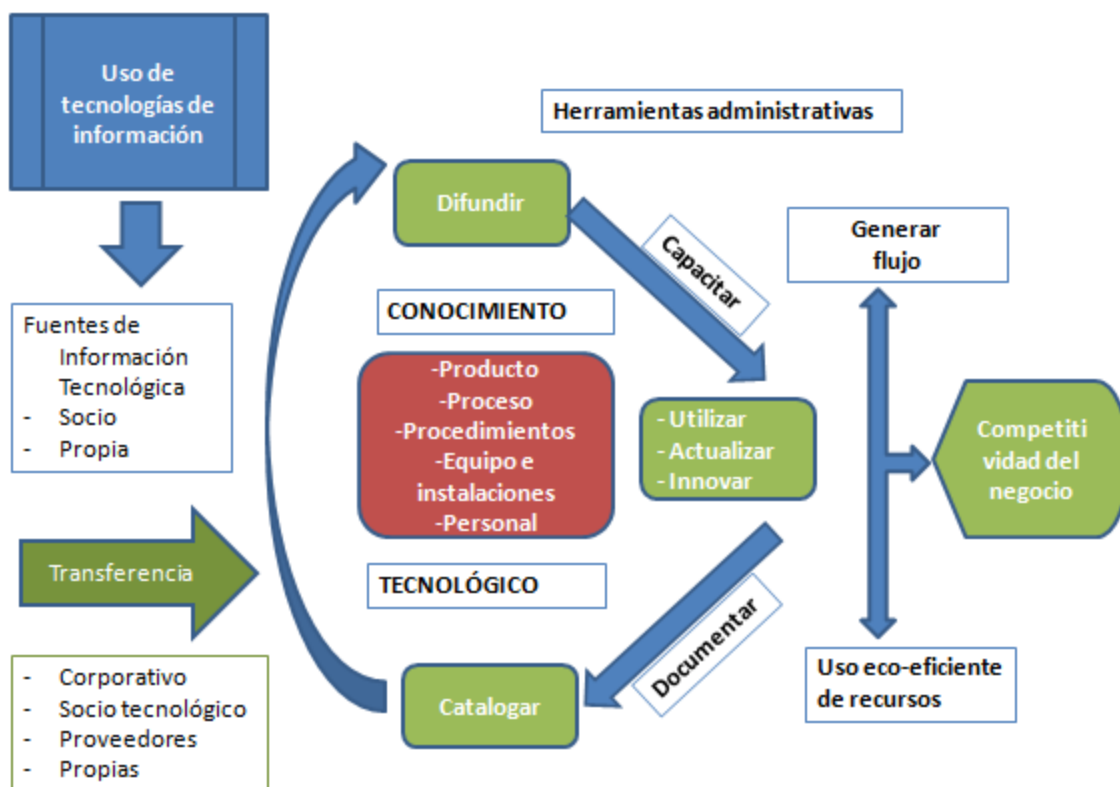 Uso de
tecnologías de
información
Herramientas administrativas
Difundir
Capacitar
Generar
flujo
Fuentes de
Información
Tecnológica
- Socio
- Propia
CONOCIMIENTO
-Producto
-Proceso
-Procedimientos
-Equipo e
instalaciones
-Personal
- Utilizar
- Actualizar
- Innovar
Competiti
vidad del
negocio
Transferencia
TECNOLÓGICO
Documentar
Uso eco-eficiente
de recursos
- Corporativo
- Socio tecnológico
- Proveedores
- Propias
Catalogar